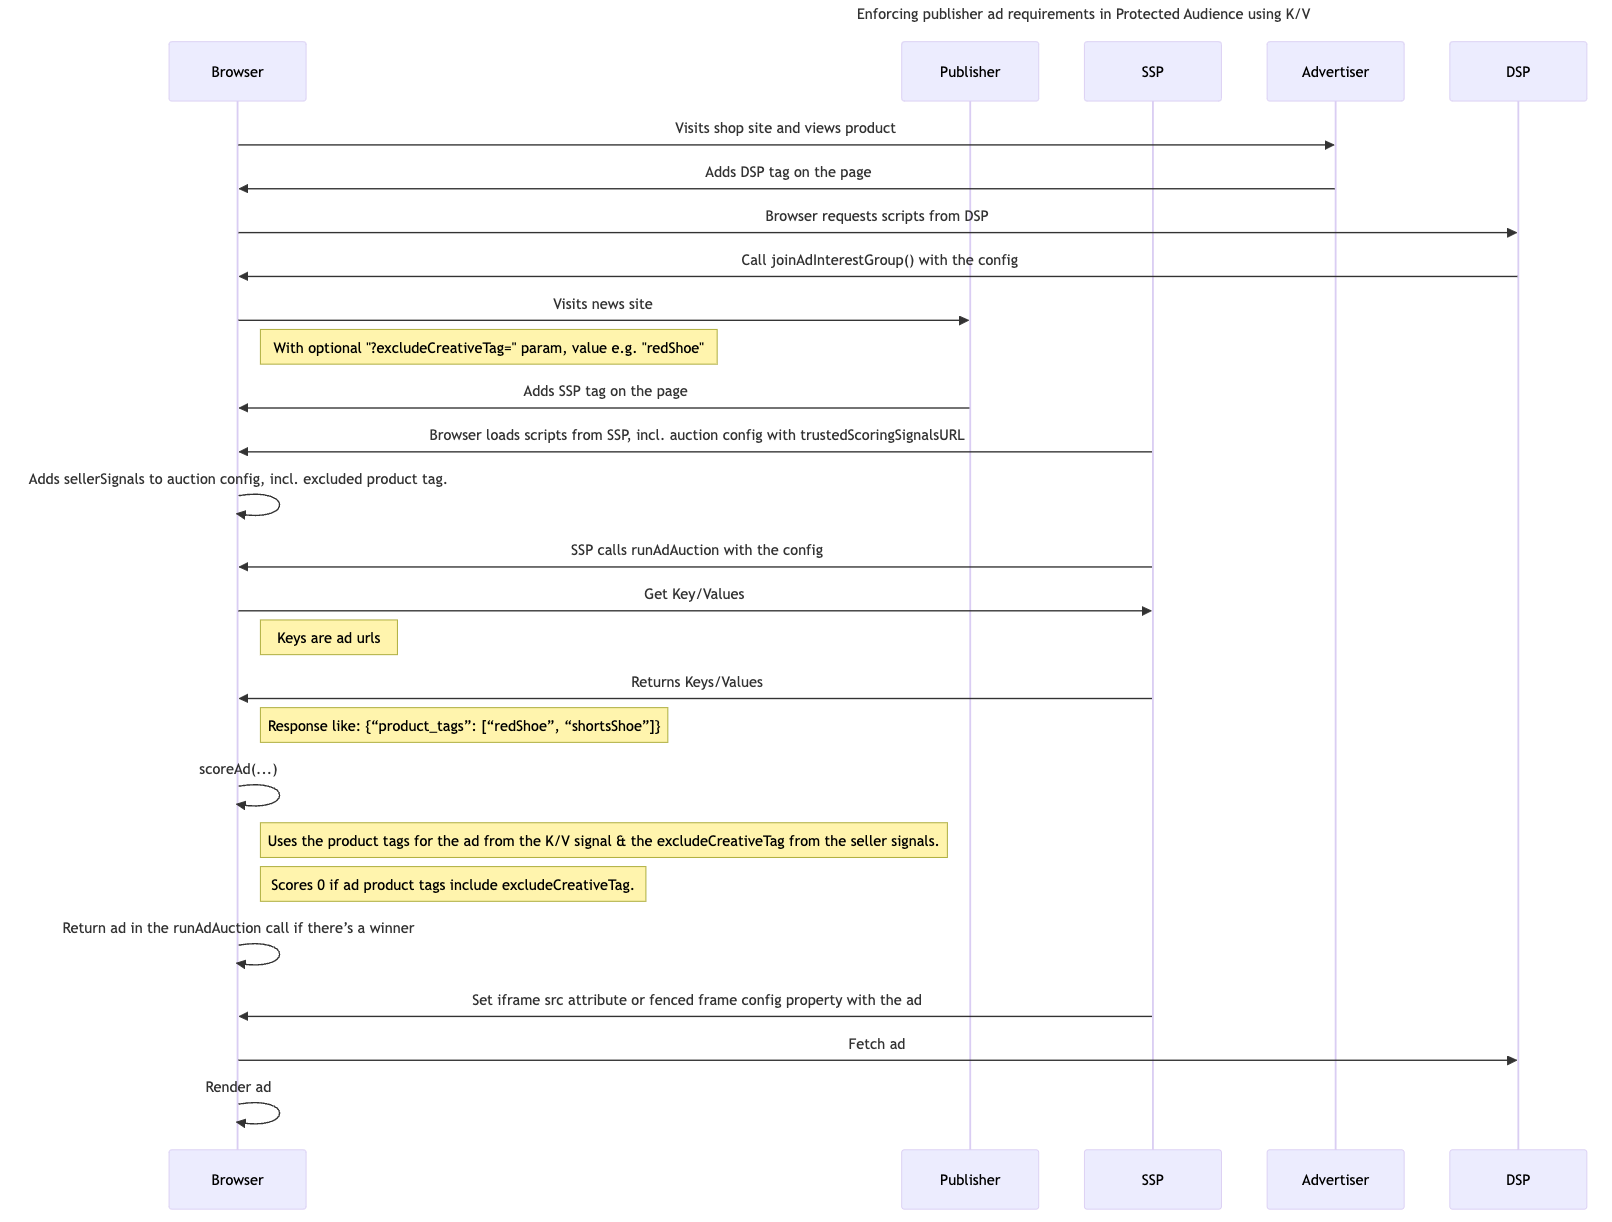 Enforcing publisher ad requirements in Protected Audience using K/V
Browser
Publisher
SSP
Advertiser
DSP
Visits shop site and views product
Adds DSP tag on the page
Browser requests scripts from DSP
Call joinAdInterestGroup() with the config
Visits news site
With optional "?excludeCreativeTag=" param, value e.g. "redShoe"
Adds SSP tag on the page
Browser loads scripts from SSP, incl. auction config with trustedScoringSignalsURL
Adds sellerSignals to auction config, incl. excluded product tag.
SSP calls runAdAuction with the config
Get Key/Values
Keys are ad urls
Returns Keys/Values
Response like: {“product_tags”: [“redShoe”, “shortsShoe”]}
scoreAd(...)
Uses the product tags for the ad from the K/V signal & the excludeCreativeTag from the seller signals.
Scores 0 if ad product tags include excludeCreativeTag.
Return ad in the runAdAuction call if there’s a winner
Set iframe src attribute or fenced frame config property with the ad
Fetch ad
Render ad
Browser
Publisher
SSP
Advertiser
DSP